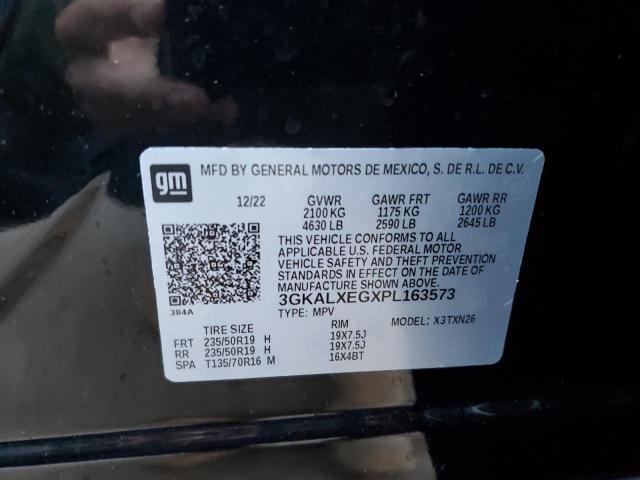 gm
MFD BY GENERAL MOTORS DE MEXICO, S. DE R.L. DE C.V.
12/22 GVWR GAWR FRT GAWR RR
2100 KG 1175 KG 1200 KG
4630 LB 2590 LB 2645 LB
THIS VEHICLE CONFORMS TO ALL
APPLICABLE U.S. FEDERAL MOTOR
VEHICLE SAFETY AND THEFT PREVENTION
STANDARDS IN EFFECT ON THE DATE OF
MANUFACTURE SHOWN ABOVE.
384A 3GKALXEGXPL163573
TYPE: MPV MODEL: X3TXN26
TIRE SIZE RIM
FRT 235/50R19 H 19X7.5J
RR 235/50R19 H 19X7.5J
SPA T135/70R16 M 16X4BT